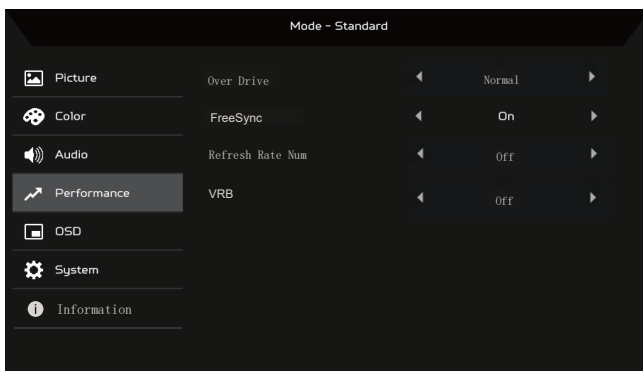 Mode - Standard
Picture
Over Drive Normal
Color
FreeSync On
Audio
Refresh Rate Num Off
Performance
VRB Off
OSD
System
Information